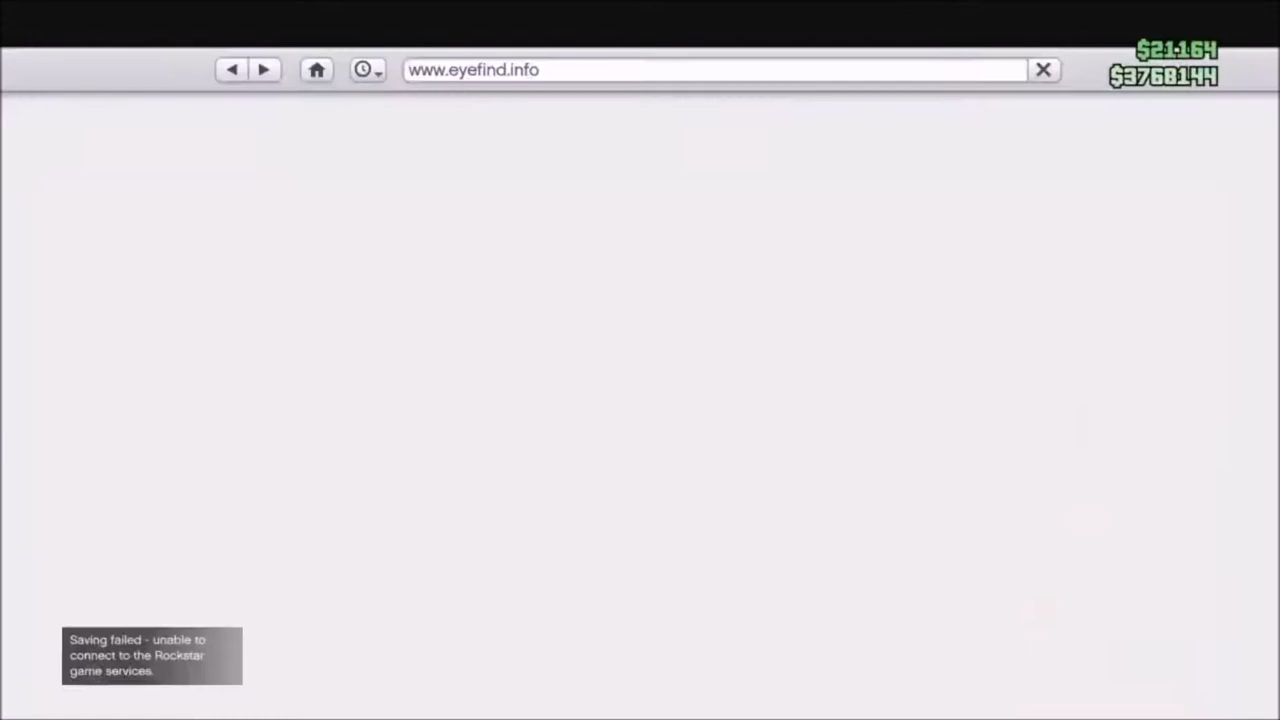 $21164
www.eyefind.info
$3768144
Saving failed - unable to
connect to the Rockstar
game services.